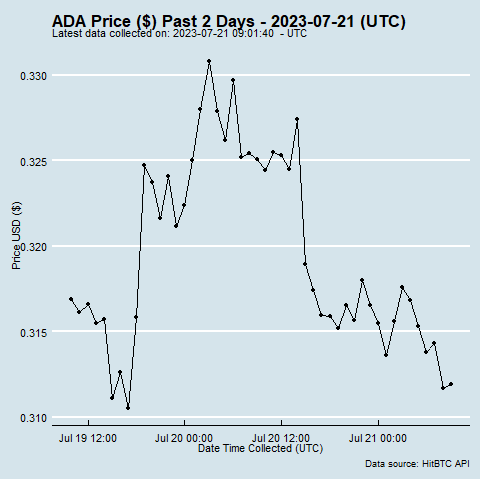 ADA Price ($) Past 2 Days - 2023-07-21 (UTC)
Latest data collected on: 2023-07-21 09:01:40  - UTC
Price USD ($)
0.330
0.325
0.320
0.315
0.310
Jul 19 12:00
Jul 20 00:00
Jul 20 12:00
Jul 21 00:00
Date Time Collected (UTC)
Data source: HitBTC API